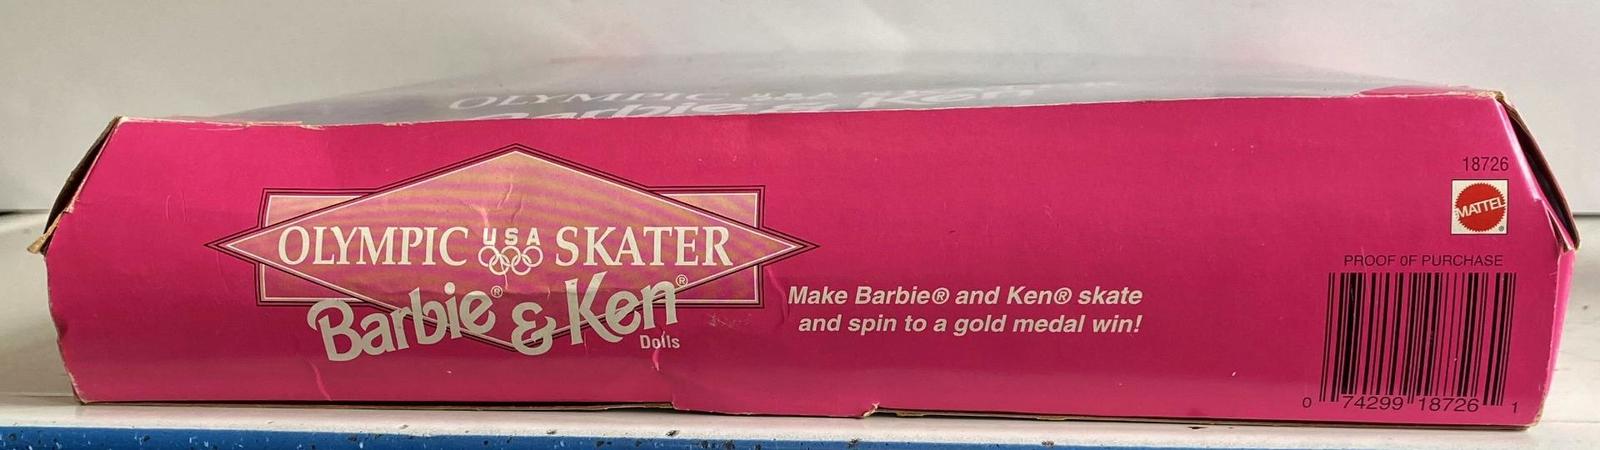 OLYMPIC USA SKATER
Barbie & Ken
OLYMPIC USA SKATER
Barbie® & Ken®
Dolls
Make Barbie® and Ken® skate
and spin to a gold medal win!
18726
MATTEL®
PROOF OF PURCHASE
0 74299 18726 1